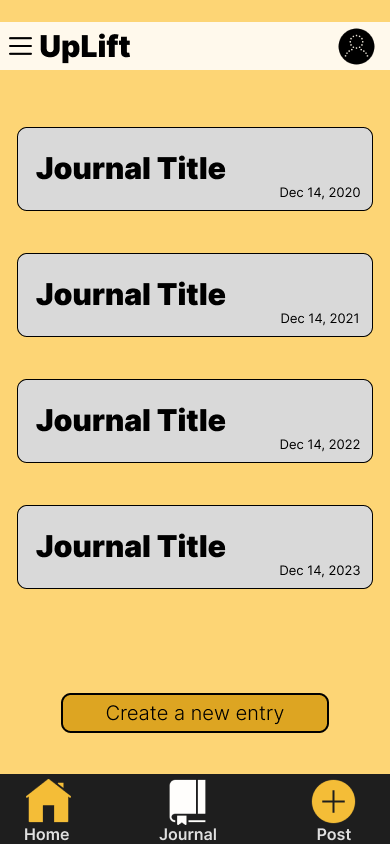 UpLift
Journal Title
Dec 14, 2020
Journal Title
Dec 14, 2021
Journal Title
Dec 14, 2022
Journal Title
Dec 14, 2023
Create a new entry
Home Journal Post